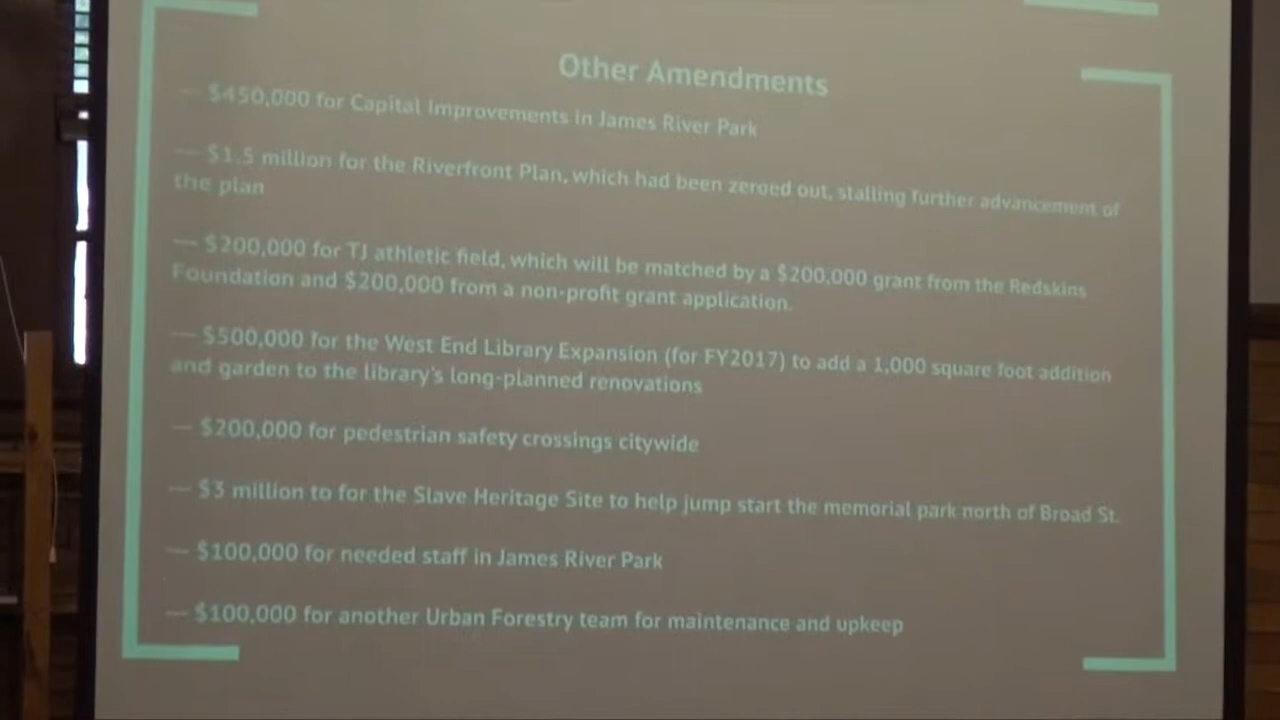 Other Amendments
— $450,000 for Capital Improvements in James River Park
— $1.5 million for the Riverfront Plan, which had been zeroed out, stalling further advancement of
the plan
— $200,000 for TJ athletic field, which will be matched by a $200,000 grant from the Redskins
Foundation and $200,000 from a non-profit grant application.
— $500,000 for the West End Library Expansion (for FY2017) to add a 1,000 square foot addition
and garden to the library's long-planned renovations
— $200,000 for pedestrian safety crossings citywide
— $3 million to for the Slave Heritage Site to help jump start the memorial park north of Broad St.
— $100,000 for needed staff in James River Park
— $100,000 for another Urban Forestry team for maintenance and upkeep